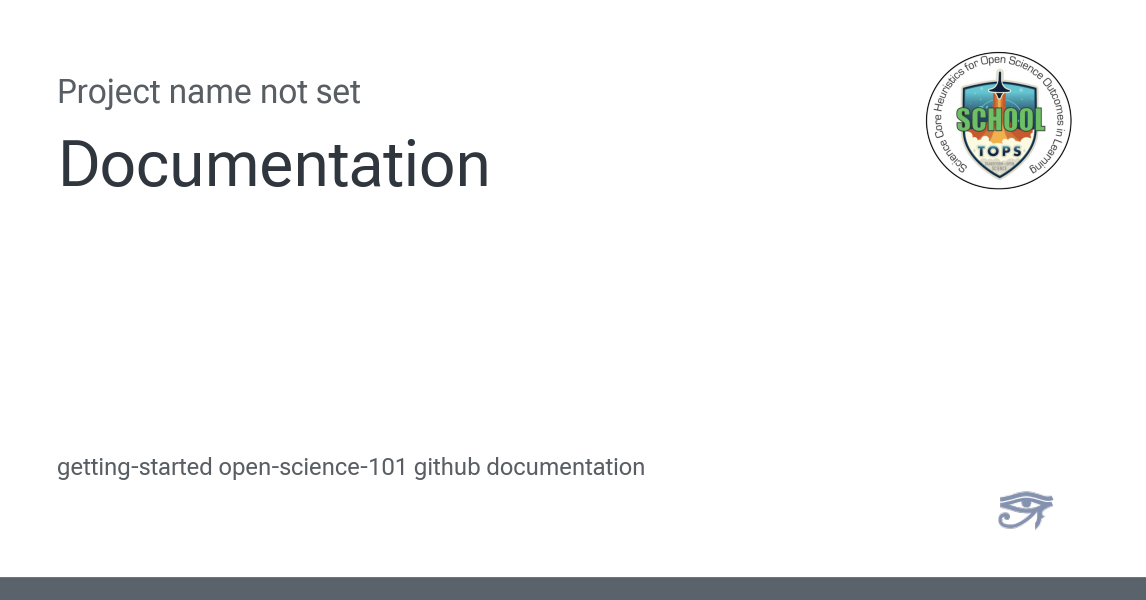 Project name not set
Documentation
Science Core Heuristics for Open Science Outcomes in Learning
SCHOOL
TOPS
getting-started open-science-101 github documentation